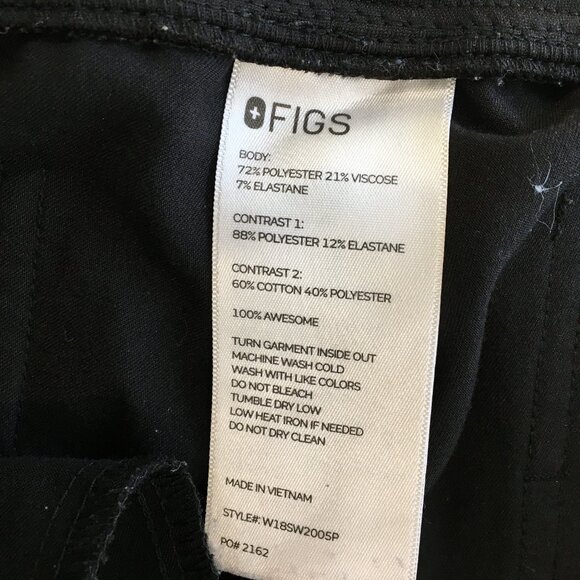 FIGS
BODY:
72% POLYESTER 21% VISCOSE
7% ELASTANE
CONTRAST 1:
88% POLYESTER 12% ELASTANE
CONTRAST 2:
60% COTTON 40% POLYESTER
100% AWESOME
TURN GARMENT INSIDE OUT
MACHINE WASH COLD
WASH WITH LIKE COLORS
DO NOT BLEACH
TUMBLE DRY LOW
LOW HEAT IRON IF NEEDED
DO NOT DRY CLEAN
MADE IN VIETNAM
STYLE#: W18SW200SP
PO# 2162